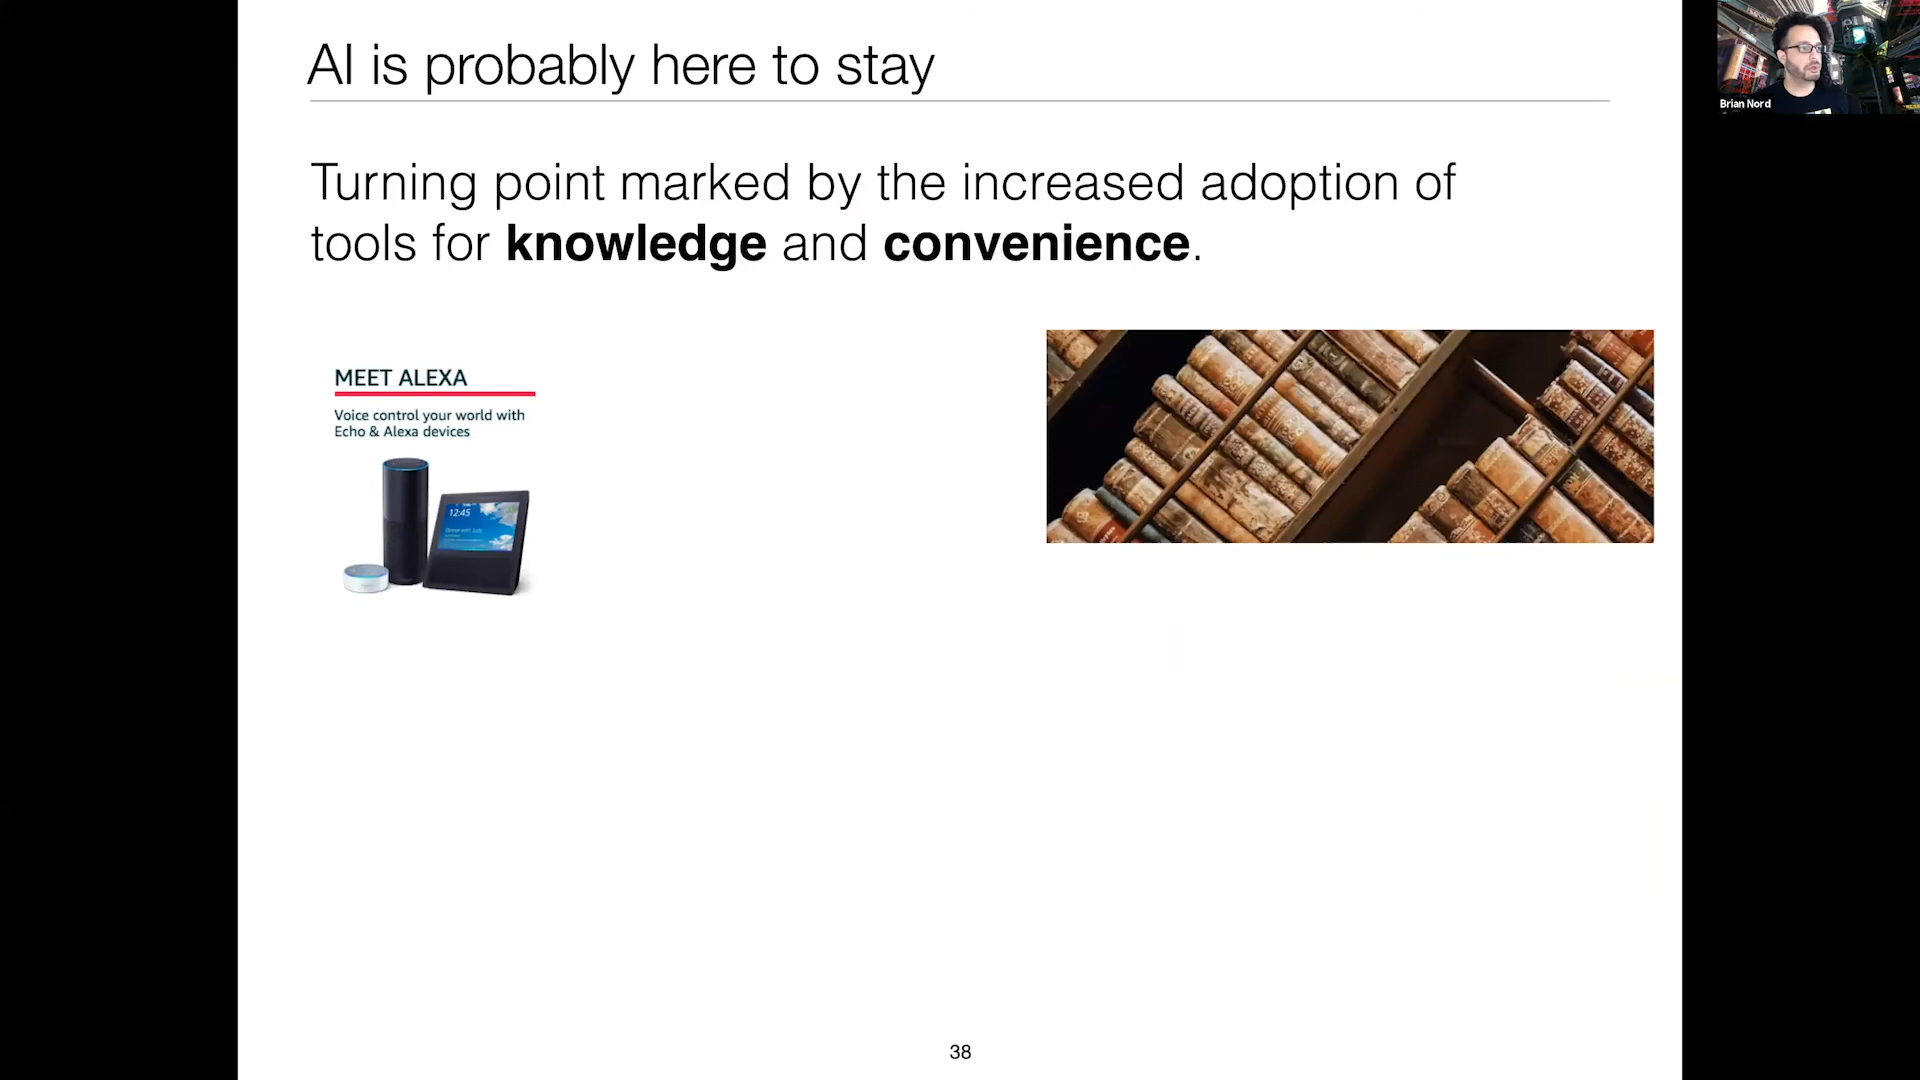 AI is probably here to stay
Turning point marked by the increased adoption of
tools for knowledge and convenience.
MEET ALEXA
Voice control your world with
Echo & Alexa devices
12:45
Brian Nord
38